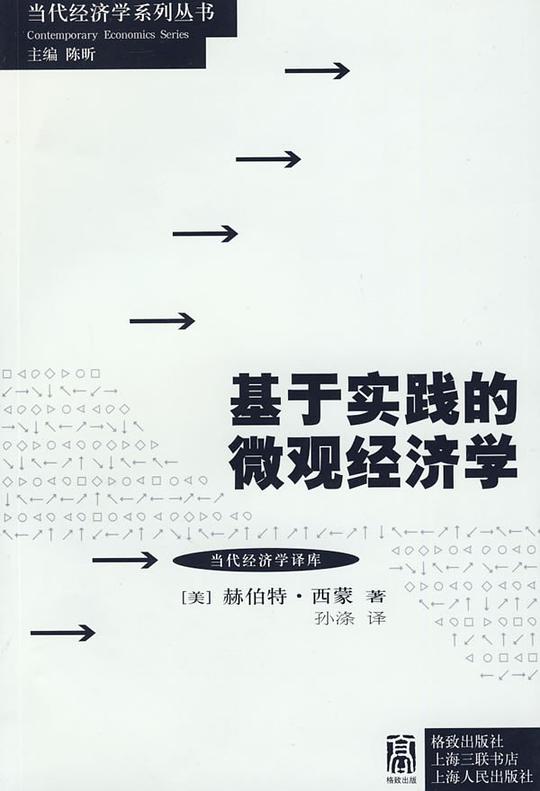 当代经济学系列丛书
Contemporary Economics Series
主编 陈昕
基于实践的
微观经济学
当代经济学译库
[美] 赫伯特·西蒙 著
孙涤 译
格致出版
格致出版社
上海三联书店
上海人民出版社